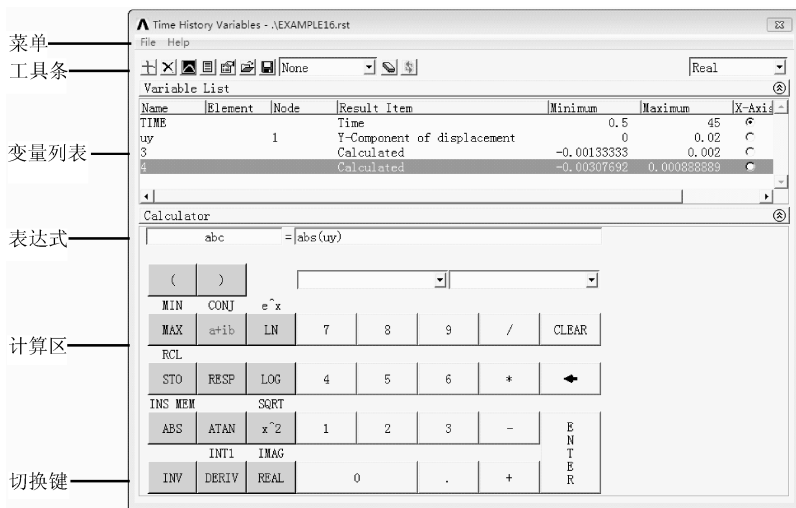 Time History Variables - .\EXAMPLE16.rst
菜单
File Help
工具条
None
Real
Variable List
Name Element Node Result Item Minimum Maximum X-Axis
TIME Time 0.5 45
uy 1 Y-Component of displacement 0 0.02
变量列表
3 Calculated -0.00133333 0.002
4 Calculated -0.00307692 0.000888889
Calculator
表达式
abc = abs(uy)
( )
MIN CONJ e^x
MAX a+ib LN 7 8 9 / CLEAR
计算区
RCL
STO RESP LOG 4 5 6 *
INS MEM SQRT
ABS ATAN x^2 1 2 3 - ENTER
INT1 IMAG
切换键
INV DERIV REAL 0 . +